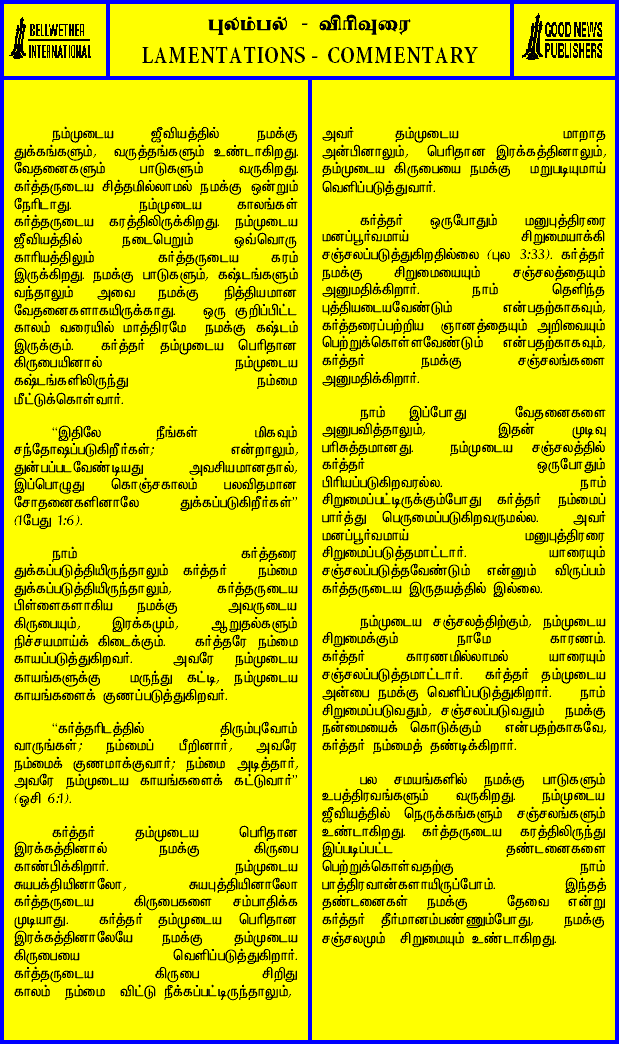 BELLWETHER
INTERNATIONAL
புலம்பல் - விரிவுரை
LAMENTATIONS - COMMENTARY
GOOD NEWS
PUBLISHERS
நம்முடைய ஜீவியத்தில் நமக்கு
துக்கங்களும், வருத்தங்களும் உண்டாகிறது.
வேதனைகளும் பாடுகளும் வருகிறது.
கர்த்தருடைய சித்தமில்லாமல் நமக்கு ஒன்றும்
நேரிடாது. நம்முடைய காலங்கள்
கர்த்தருடைய கரத்திலிருக்கிறது. நம்முடைய
ஜீவியத்தில் நடைபெறும் ஒவ்வொரு
காரியத்திலும் கர்த்தருடைய கரம்
இருக்கிறது. நமக்கு பாடுகளும், கஷ்டங்களும்
வந்தாலும் அவை நமக்கு நித்தியமான
வேதனைகளாகயிருக்காது. ஒரு குறிப்பிட்ட
காலம் வரையில் மாத்திரமே நமக்கு கஷ்டம்
இருக்கும். கர்த்தர் தம்முடைய பெரிதான
கிருபையினால் நம்முடைய
கஷ்டங்களிலிருந்து நம்மை
மீட்டுக்கொள்வார்.
“இதிலே நீங்கள் மிகவும்
சந்தோஷப்படுகிறீர்கள்; என்றாலும்,
துன்பப்படவேண்டியது அவசியமானதால்,
இப்பொழுது கொஞ்சகாலம் பலவிதமான
சோதனைகளினாலே துக்கப்படுகிறீர்கள்”
(1பேது 1:6).
நாம் கர்த்தரை
துக்கப்படுத்தியிருந்தாலும் கர்த்தர் நம்மை
துக்கப்படுத்தியிருந்தாலும், கர்த்தருடைய
பிள்ளைகளாகிய நமக்கு அவருடைய
கிருபையும், இரக்கமும், ஆறுதல்களும்
நிச்சயமாய்க் கிடைக்கும். கர்த்தரே நம்மை
காயப்படுத்துகிறவர். அவரே நம்முடைய
காயங்களுக்கு மருந்து கட்டி, நம்முடைய
காயங்களைக் குணப்படுத்துகிறவர்.
“கர்த்தரிடத்தில் திரும்புவோம்
வாருங்கள்; நம்மைப் பீறினார், அவரே
நம்மைக் குணமாக்குவார்; நம்மை அடித்தார்,
அவரே நம்முடைய காயங்களைக் கட்டுவார்”
(ஓசி 6:1).
கர்த்தர் தம்முடைய பெரிதான
இரக்கத்தினால் நமக்கு கிருபை
காண்பிக்கிறார். நம்முடைய
சுயபக்தியினாலோ, சுயபுத்தியினாலோ
கர்த்தருடைய கிருபைகளை சம்பாதிக்க
முடியாது. கர்த்தர் தம்முடைய பெரிதான
இரக்கத்தினாலேயே நமக்கு தம்முடைய
கிருபையை வெளிப்படுத்துகிறார்.
கர்த்தருடைய கிருபை சிறிது
காலம் நம்மை விட்டு நீக்கப்பட்டிருந்தாலும்,
அவர் தம்முடைய மாறாத
அன்பினாலும், பெரிதான இரக்கத்தினாலும்,
தம்முடைய கிருபையை நமக்கு மறுபடியுமாய்
வெளிப்படுத்துவார்.
கர்த்தர் ஒருபோதும் மனுபுத்திரரை
மனப்பூர்வமாய் சிறுமையாக்கி
சஞ்சலப்படுத்துகிறதில்லை (புல 3:33). கர்த்தர்
நமக்கு சிறுமையையும் சஞ்சலத்தையும்
அனுமதிக்கிறார். நாம் தெளிந்த
புத்தியடையவேண்டும் என்பதற்காகவும்,
கர்த்தரைப்பற்றிய ஞானத்தையும் அறிவையும்
பெற்றுக்கொள்ளவேண்டும் என்பதற்காகவும்,
கர்த்தர் நமக்கு சஞ்சலங்களை
அனுமதிக்கிறார்.
நாம் இப்போது வேதனைகளை
அனுபவித்தாலும், இதன் முடிவு
பரிசுத்தமானது. நம்முடைய சஞ்சலத்தில்
கர்த்தர் ஒருபோதும்
பிரியப்படுகிறவரல்ல. நாம்
சிறுமைப்பட்டிருக்கும்போது கர்த்தர் நம்மைப்
பார்த்து பெருமைப்படுகிறவருமல்ல. அவர்
மனப்பூர்வமாய் மனுபுத்திரரை
சிறுமைப்படுத்தமாட்டார். யாரையும்
சஞ்சலப்படுத்தவேண்டும் என்னும் விருப்பம்
கர்த்தருடைய இருதயத்தில் இல்லை.
நம்முடைய சஞ்சலத்திற்கும், நம்முடைய
சிறுமைக்கும் நாமே காரணம்.
கர்த்தர் காரணமில்லாமல் யாரையும்
சஞ்சலப்படுத்தமாட்டார். கர்த்தர் தம்முடைய
அன்பை நமக்கு வெளிப்படுத்துகிறார். நாம்
சிறுமைப்படுவதும், சஞ்சலப்படுவதும் நமக்கு
நன்மையைக் கொடுக்கும் என்பதற்காகவே,
கர்த்தர் நம்மைத் தண்டிக்கிறார்.
பல சமயங்களில் நமக்கு பாடுகளும்
உபத்திரவங்களும் வருகிறது. நம்முடைய
ஜீவியத்தில் நெருக்கங்களும் சஞ்சலங்களும்
உண்டாகிறது. கர்த்தருடைய கரத்திலிருந்து
இப்படிப்பட்ட தண்டனைகளை
பெற்றுக்கொள்வதற்கு நாம்
பாத்திரவான்களாயிருப்போம். இந்தத்
தண்டனைகள் நமக்கு தேவை என்று
கர்த்தர் தீர்மானம்பண்ணும்போது, நமக்கு
சஞ்சலமும் சிறுமையும் உண்டாகிறது.